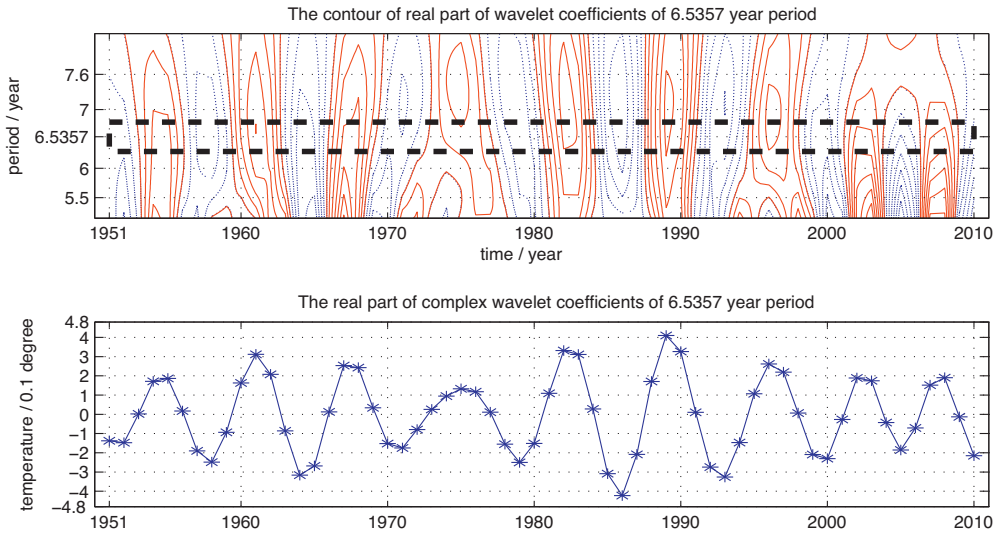 The contour of real part of wavelet coefficients of 6.5357 year period
period / year
7.6
7
6.5357
6
5.5
1951 1960 1970 1980 1990 2000 2010
time / year
The real part of complex wavelet coefficients of 6.5357 year period
temperature / 0.1 degree
4.8
4
3
2
1
0
−1
−2
−3
−4
−4.8
1951 1960 1970 1980 1990 2000 2010